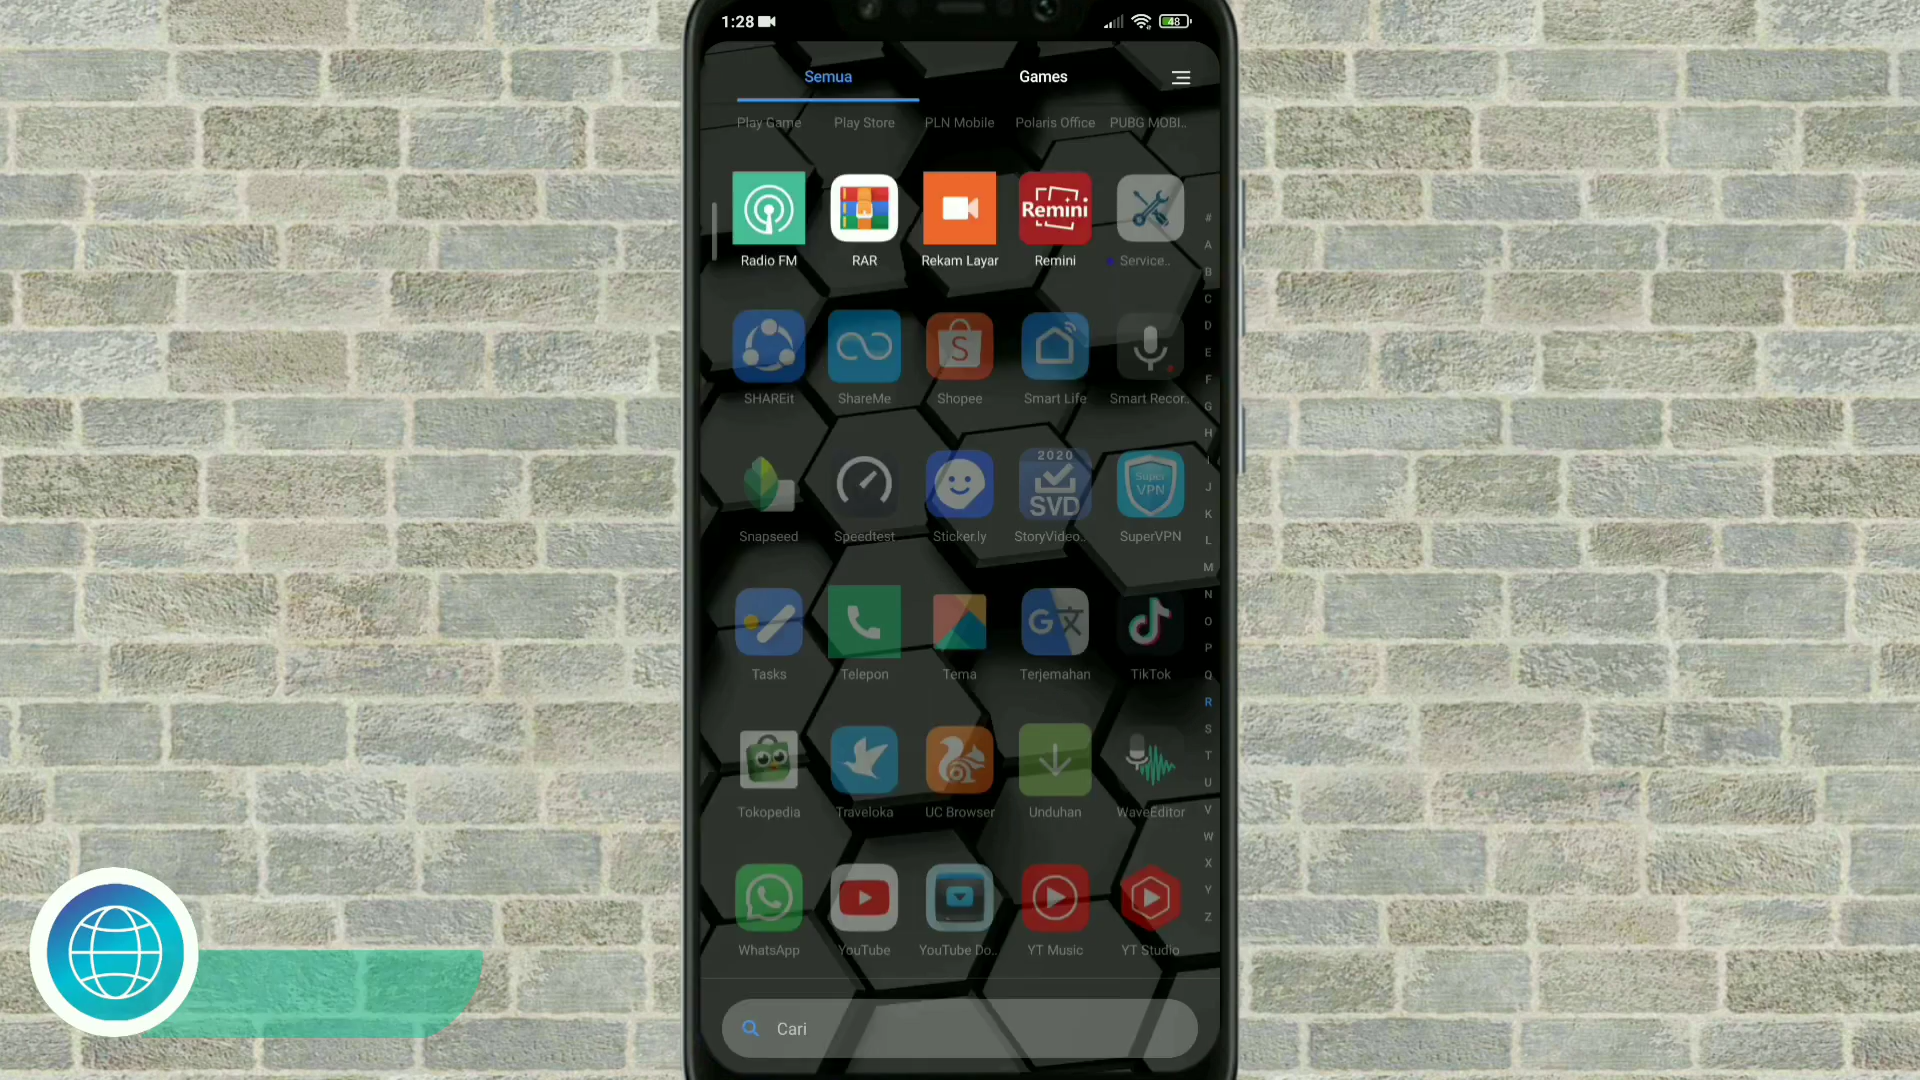 1:28
48
Semua
Games
Play Game
Play Store
PLN Mobile
Polaris Office
PUBG MOBI..
Remini
Radio FM
RAR
Rekam Layar
Remini
Service..
S
SHAREit
ShareMe
Shopee
Smart Life
Smart Recor..
2020
SVD
Super
VPN
Snapseed
Speedtest
Sticker.ly
StoryVideo..
SuperVPN
G文
Tasks
Telepon
Tema
Terjemahan
TikTok
Tokopedia
Traveloka
UC Browser
Unduhan
WaveEditor
WhatsApp
YouTube
YouTube Do..
YT Music
YT Studio
#
A
B
C
D
E
F
G
H
I
J
K
L
M
N
O
P
Q
R
S
T
U
V
W
X
Y
Z
Cari